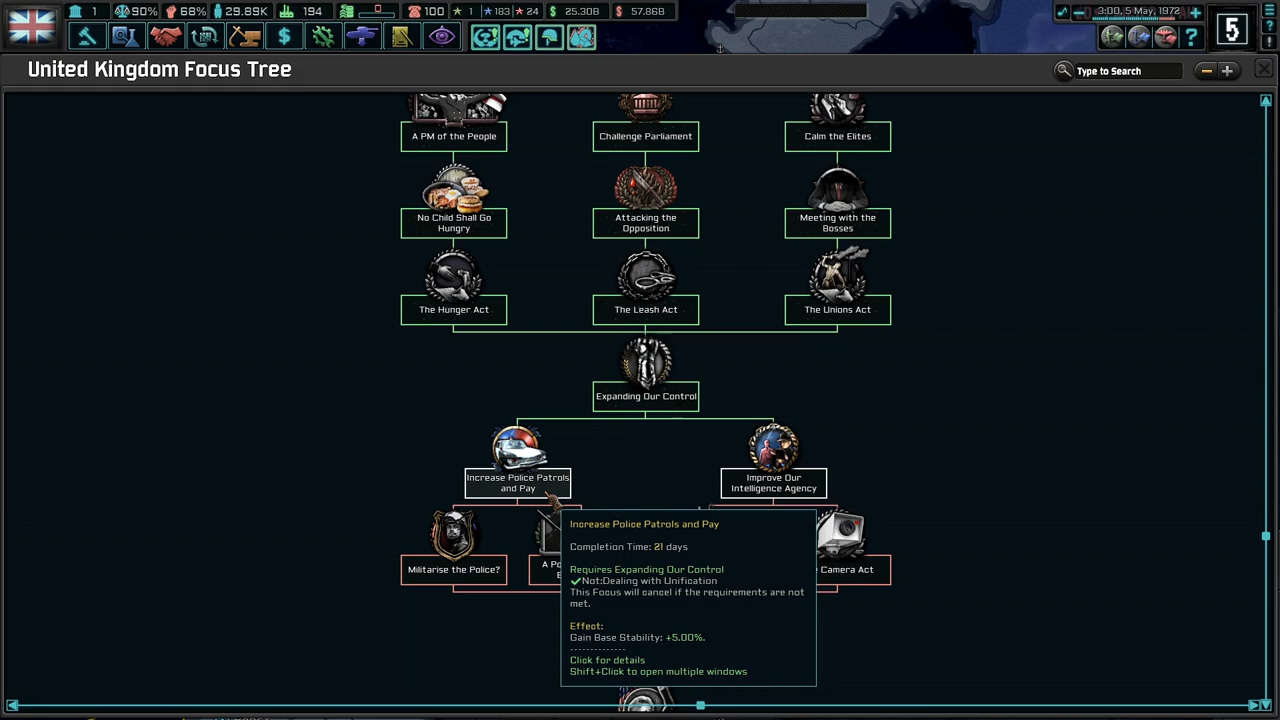 1 90% 68% 29.89K 194 100 1 183 24 $ 25.30B $ 57.86B
3:00, 5 May, 1972
5
United Kingdom Focus Tree
Type to Search
A PM of the People
Challenge Parliament
Calm the Elites
No Child Shall Go
Hungry
Attacking the
Opposition
Meeting with the
Bosses
The Hunger Act
The Leash Act
The Unions Act
Expanding Our Control
Increase Police Patrols
and Pay
Improve Our
Intelligence Agency
Militarise the Police?
Camera Act
Increase Police Patrols and Pay
Completion Time: 21 days
Requires Expanding Our Control
Not:Dealing with Unification
This Focus will cancel if the requirements are not
met.
Effect:
Gain Base Stability: +5.00%.
--------------
Click for details
Shift+Click to open multiple windows